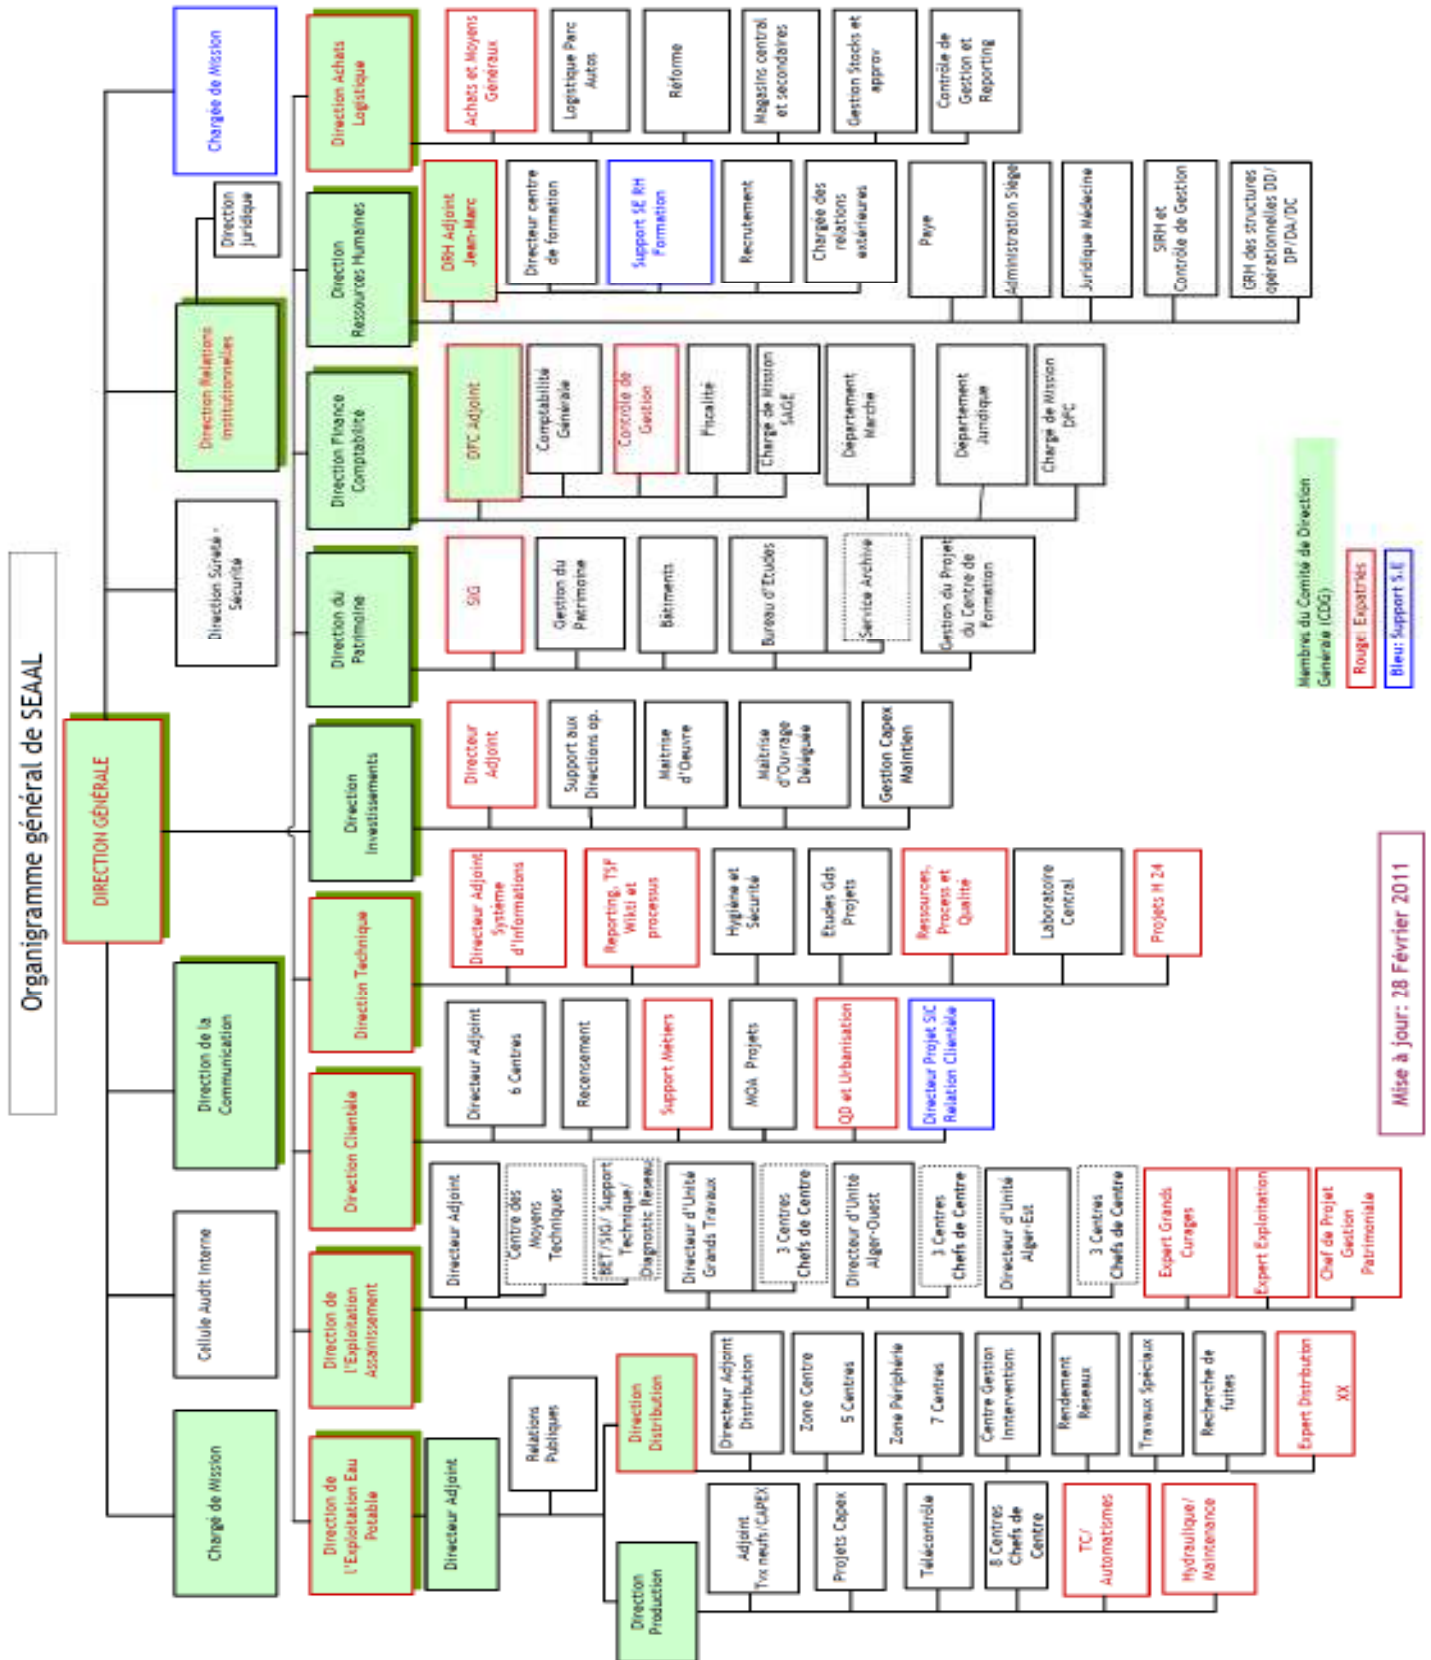 Organigramme général de SEAAL
DIRECTION GÉNÉRALE
Chargé de Mission
Cellule Audit Interne
Direction de la
Communication
Direction Sûreté -
Sécurité
Direction Relations
Institutionnelles
Direction
juridique
Chargée de Mission
Direction de
l'Exploitation Eau
Potable
Direction de
l'Exploitation
Assainissement
Direction Clientèle
Direction Technique
Direction
Investissements
Direction du
Patrimoine
Direction Finance
Comptabilité
Direction
Ressources Humaines
Direction Achats
Logistique
Directeur Adjoint
Relations
Publiques
Direction
Production
Adjoint
Tvx neufs/CAPEX
Projets Capex
Télécontrôle
8 Centres
Chefs de
Centre
TC/
Automatismes
Hydraulique/
Maintenance
Direction
Distribution
Directeur Adjoint
Distribution
Zone Centre
5 Centres
Zone Périphérie
7 Centres
Centre Gestion
Innterventions
Rendement
Réseaux
Travaux Spéciaux
Recherche de
fuites
Expert Distribution
XX
Directeur Adjoint
Centre des
Moyens
Techniques
BET/SIG/ Support
Technique/
Diagnostic Réseau
Directeur d'Unité
Grands Travaux
3 Centres
Chefs de Centre
Directeur d'Unité
Alger-Ouest
3 Centres
Chefs de Centre
Directeur d'Unité
Alger-Est
3 Centres
Chefs de Centre
Expert Grands
Curages
Expert Exploitation
Chef de Projet
Gestion
Patrimoniale
Directeur Adjoint
6 Centres
Recensement
Support Métiers
MOA Projets
QD et Urbanisation
Directeur Projet SIC
Relation Clientèle
Directeur Adjoint
Système
d'Informations
Reporting, TSP
Wikti et
processus
Hygiène et
Sécurité
Etudes Gds
Projets
Ressources,
Process et
Qualité
Laboratoire
Central
Projets H 24
Directeur
Adjoint
Support aux
Directions op.
Maitrise
d'Oeuvre
Maitrise
d'Ouvrage
Déléguée
Gestion Capex
Maintien
SIG
Gestion du
Patrimoine
Bâtiments
Bureau d'Etudes
Service Archive
Gestion du Projet
du Centre de
Formation
DFC Adjoint
Comptabilité
Générale
Contrôle de
Gestion
Fiscalité
Chargé de Mission
SAGE
Département
Marché
Département
Juridique
Chargé de Mission
DFC
DRH Adjoint
Jean-Marc
Directeur centre
de formation
Support SE RH
Formation
Recrutement
Chargée des
relations
extérieures
Paye
Administration Siège
Juridique Médecine
SIRH et
Contrôle de Gestion
GRH des structures
opérationnelles DD/
DP/DA/DC
Achats et Moyens
Généraux
Logistique Parc
Autos
Réforme
Magasins central
et secondaires
Gestion Stocks et
approv
Contrôle de
Gestion et
Reporting
Membres du Comité de Direction
Générale (CDG)
Rouge: Expatriés
Bleu: Support S.E
Mise à jour: 28 Février 2011